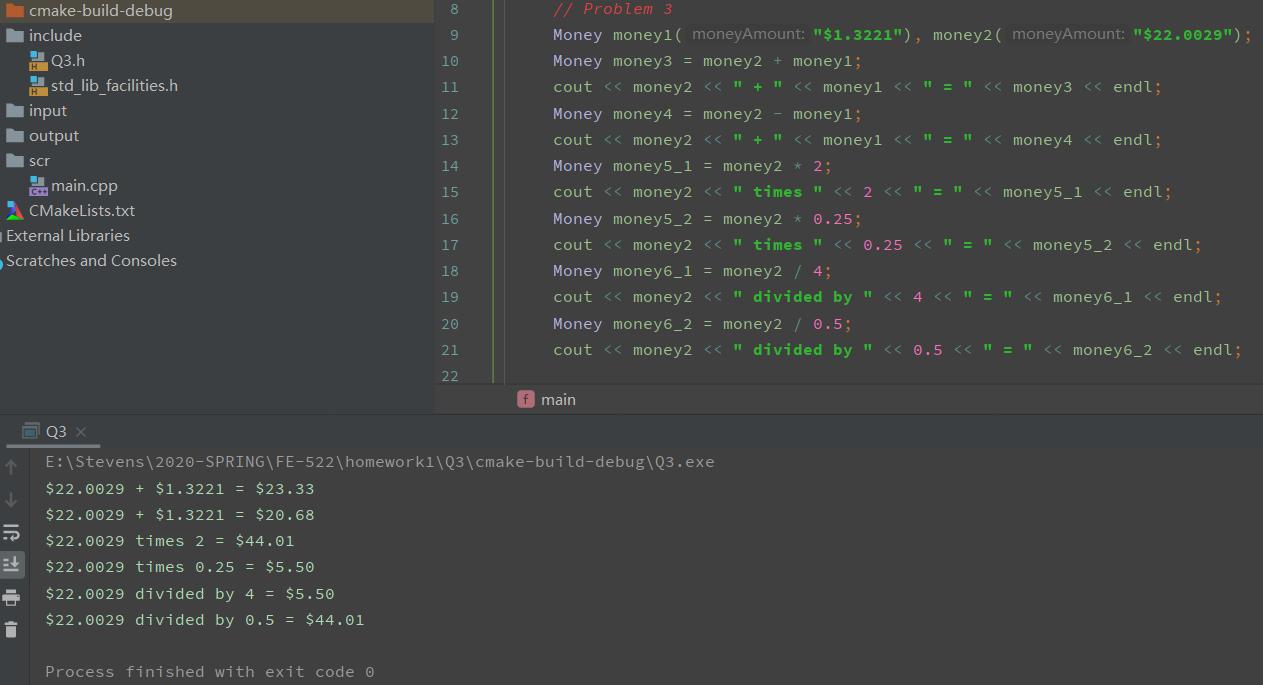 cmake-build-debug
include
Q3.h
std_lib_facilities.h
input
output
scr
main.cpp
CMakeLists.txt
External Libraries
Scratches and Consoles
8 // Problem 3
9 Money money1( moneyAmount: "$1.3221"), money2( moneyAmount: "$22.0029");
10 Money money3 = money2 + money1;
11 cout << money2 << " + " << money1 << " = " << money3 << endl;
12 Money money4 = money2 - money1;
13 cout << money2 << " + " << money1 << " = " << money4 << endl;
14 Money money5_1 = money2 * 2;
15 cout << money2 << " times " << 2 << " = " << money5_1 << endl;
16 Money money5_2 = money2 * 0.25;
17 cout << money2 << " times " << 0.25 << " = " << money5_2 << endl;
18 Money money6_1 = money2 / 4;
19 cout << money2 << " divided by " << 4 << " = " << money6_1 << endl;
20 Money money6_2 = money2 / 0.5;
21 cout << money2 << " divided by " << 0.5 << " = " << money6_2 << endl;
22
f main
Q3
E:\Stevens\2020-SPRING\FE-522\homework1\Q3\cmake-build-debug\Q3.exe
$22.0029 + $1.3221 = $23.33
$22.0029 + $1.3221 = $20.68
$22.0029 times 2 = $44.01
$22.0029 times 0.25 = $5.50
$22.0029 divided by 4 = $5.50
$22.0029 divided by 0.5 = $44.01
Process finished with exit code 0